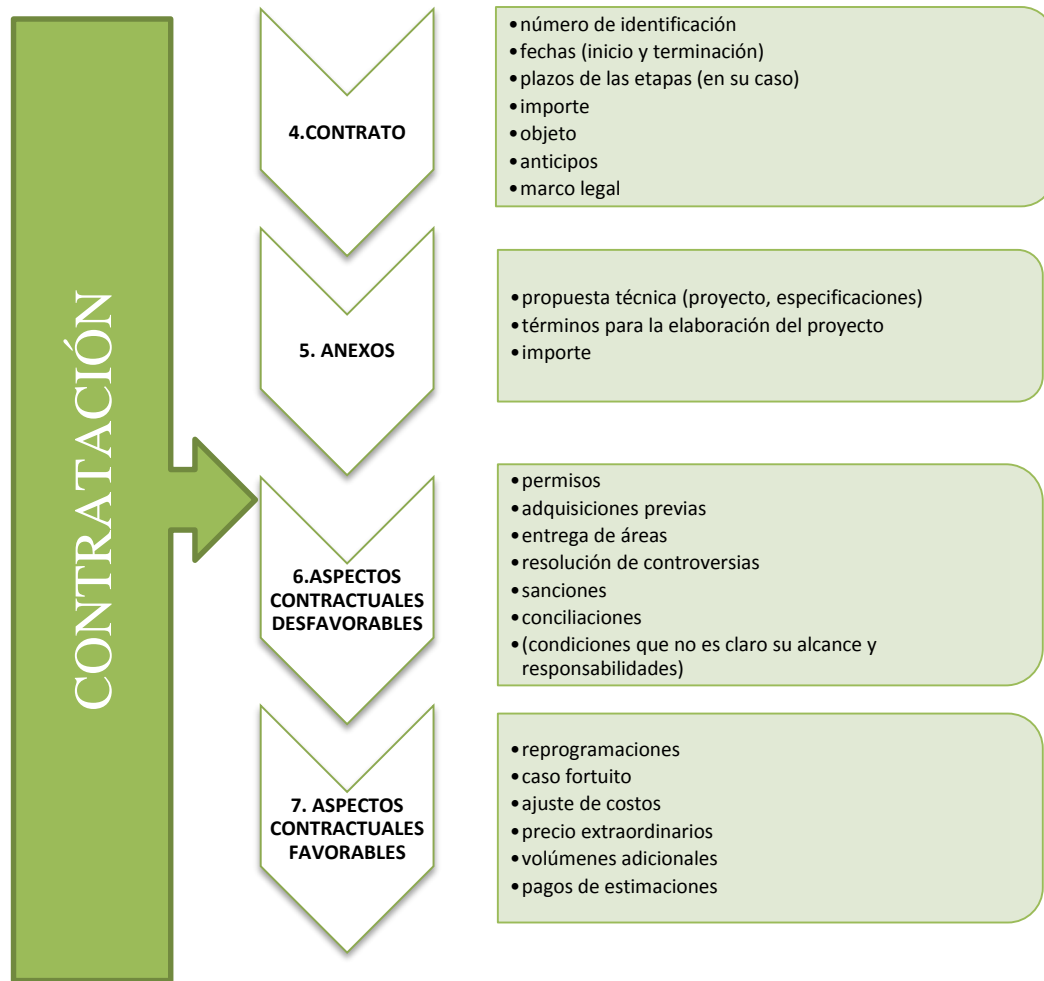 CONTRATACIÓN
4.CONTRATO
•número de identificación
•fechas (inicio y terminación)
•plazos de las etapas (en su caso)
•importe
•objeto
•anticipos
•marco legal
5. ANEXOS
•propuesta técnica (proyecto, especificaciones)
•términos para la elaboración del proyecto
•importe
6.ASPECTOS
CONTRACTUALES
DESFAVORABLES
•permisos
•adquisiciones previas
•entrega de áreas
•resolución de controversias
•sanciones
•conciliaciones
•(condiciones que no es claro su alcance y
responsabilidades)
7. ASPECTOS
CONTRACTUALES
FAVORABLES
•reprogramaciones
•caso fortuito
•ajuste de costos
•precio extraordinarios
•volúmenes adicionales
•pagos de estimaciones